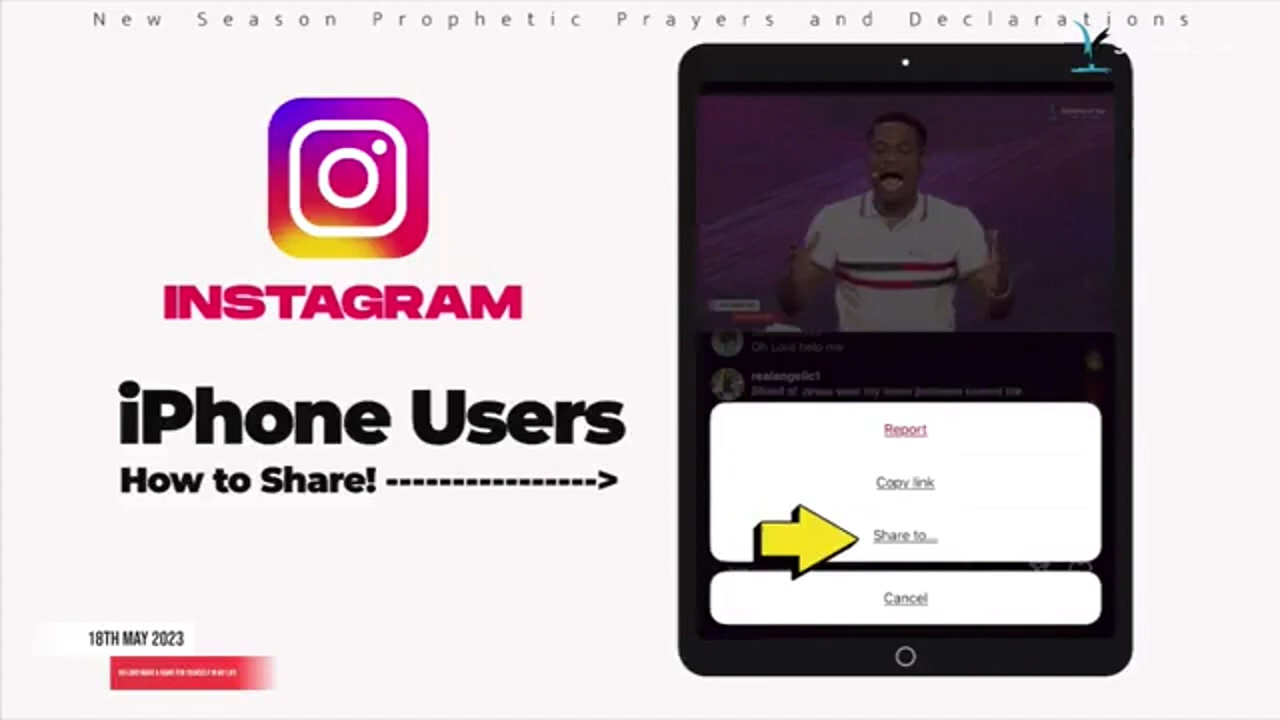 New Season Prophetic Prayers and Declarations
INSTAGRAM
iPhone Users
How to Share! ---------------->
Oh Lord help me
realangelic1
Report
Copy link
Share to...
Cancel
18TH MAY 2023